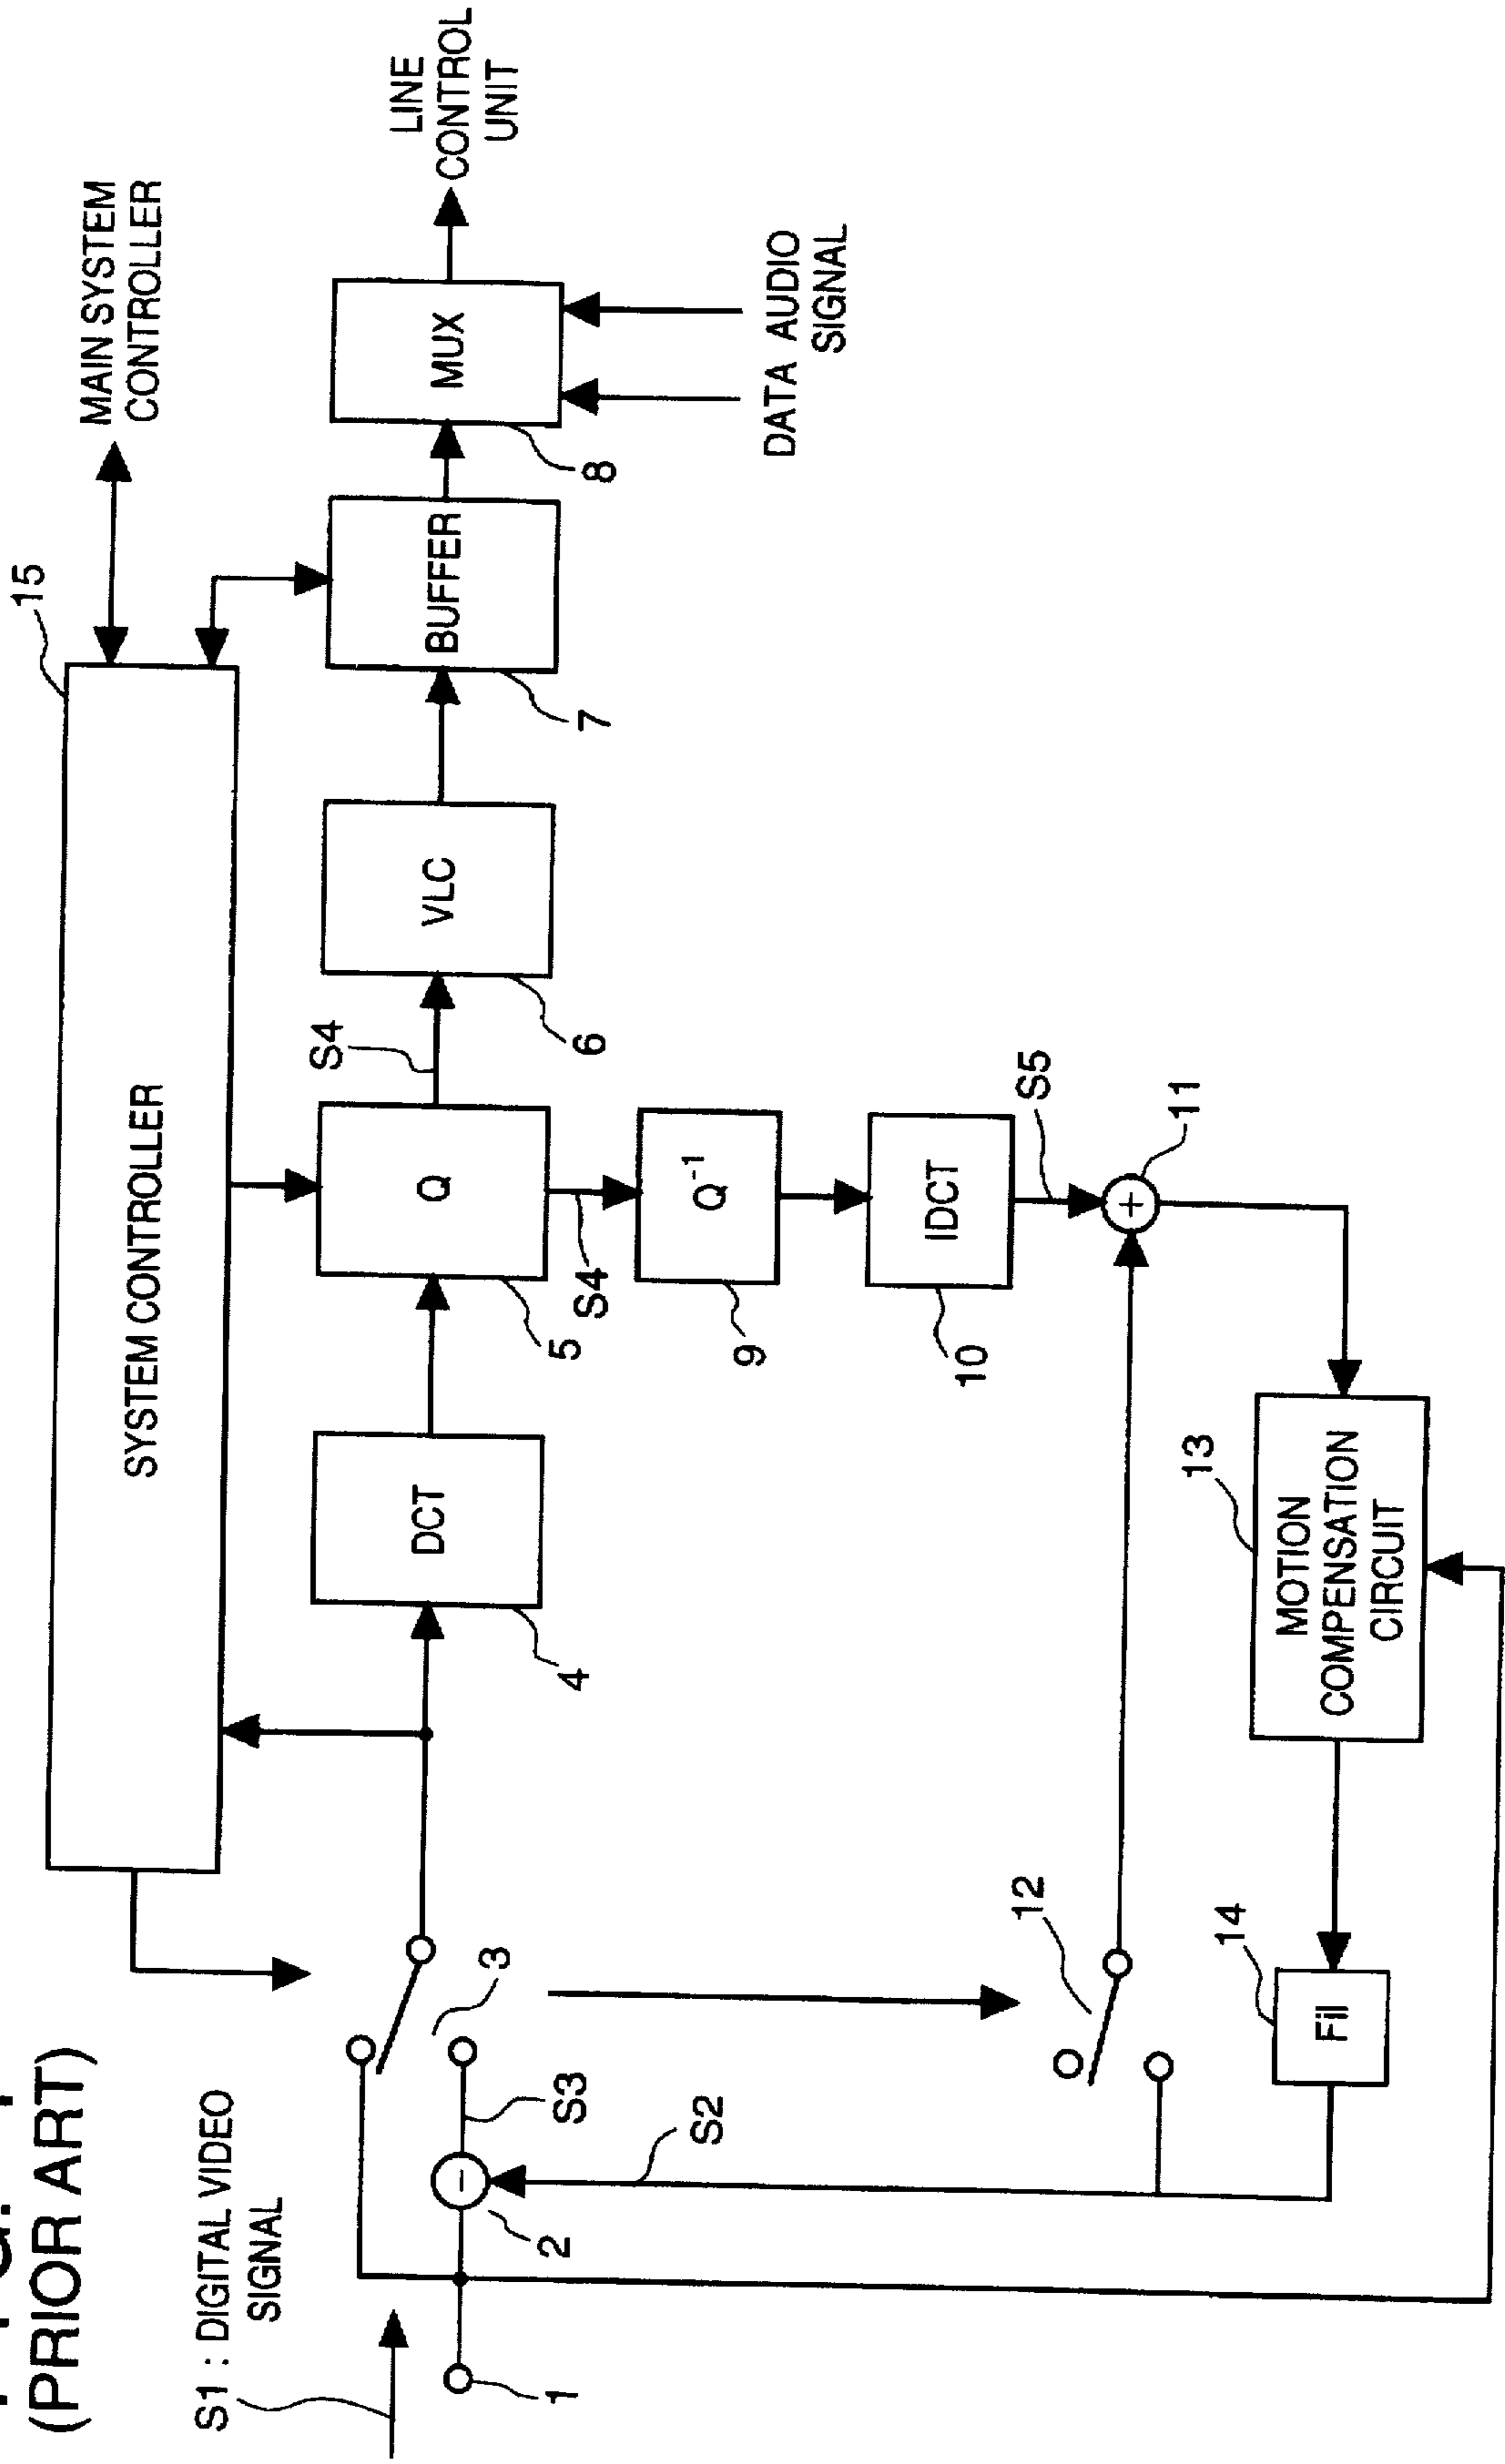 (PRIOR ART)
S1 : DIGITAL VIDEO
SIGNAL
1
2
S2
S3
3
SYSTEM CONTROLLER
15
MAIN SYSTEM
CONTROLLER
DCT
4
Q
5
S4
S4
VLC
6
BUFFER
7
MUX
8
LINE
CONTROL
UNIT
DATA AUDIO
SIGNAL
Q-1
9
IDCT
10
S5
+
11
12
MOTION
COMPENSATION
CIRCUIT
13
Fil
14